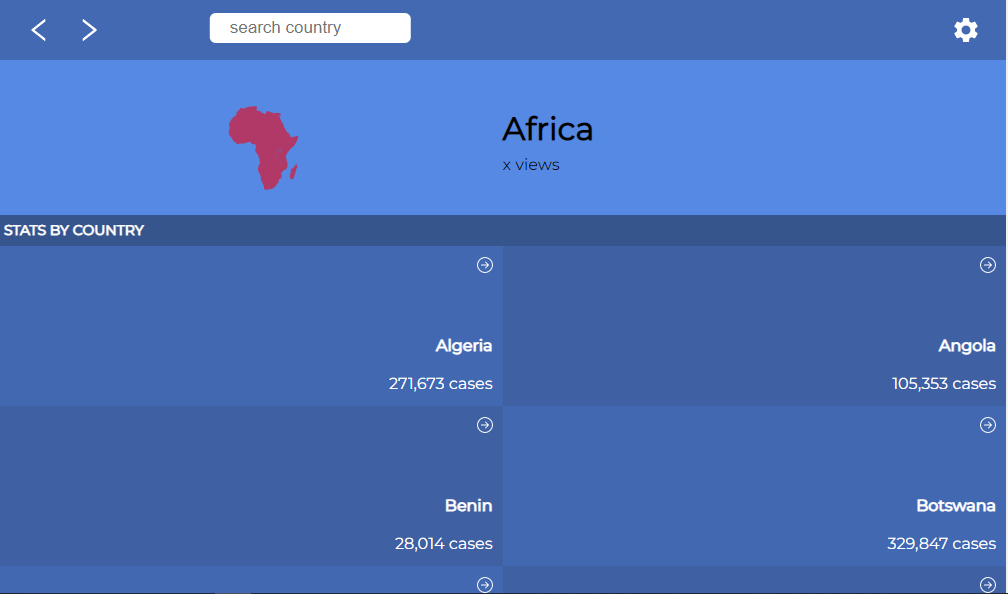 search country
Africa
x views
STATS BY COUNTRY
Algeria
271,673 cases
Angola
105,353 cases
Benin
28,014 cases
Botswana
329,847 cases